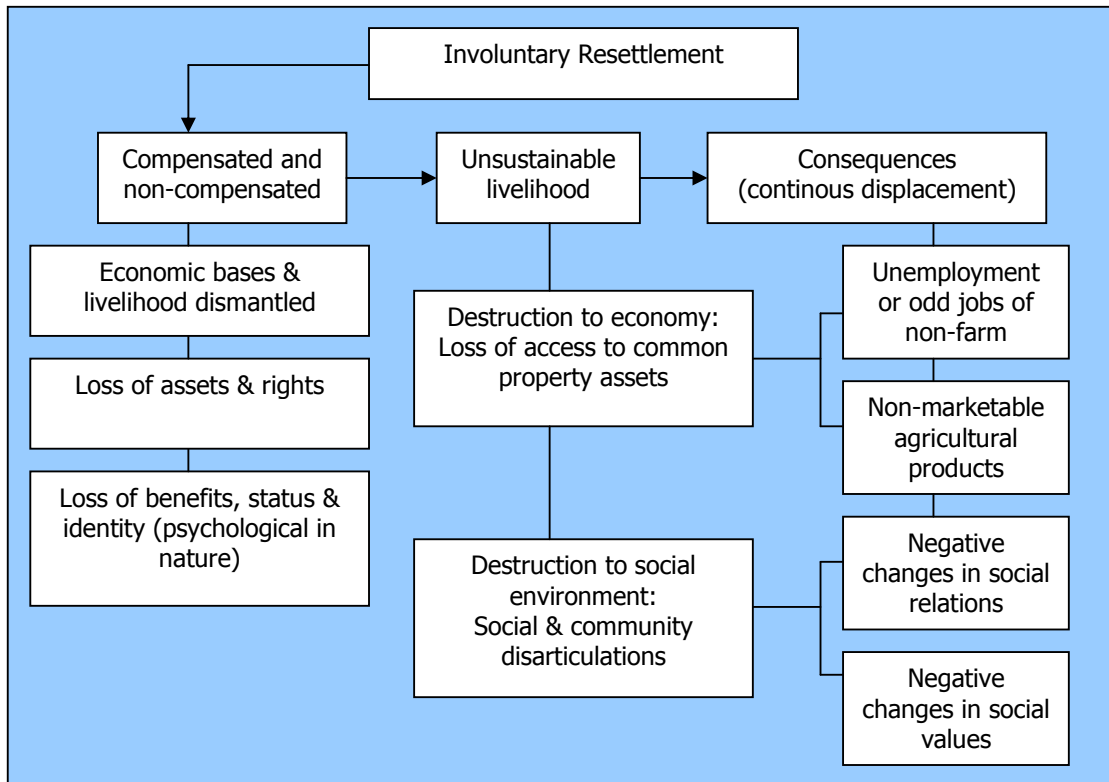 Involuntary Resettlement
Compensated and
non-compensated
Unsustainable
livelihood
Consequences
(continous displacement)
Economic bases &
livelihood dismantled
Loss of assets & rights
Loss of benefits, status &
identity (psychological in
nature)
Destruction to economy:
Loss of access to common
property assets
Destruction to social
environment:
Social & community
disarticulations
Unemployment
or odd jobs of
non-farm
Non-marketable
agricultural
products
Negative
changes in social
relations
Negative
changes in social
values